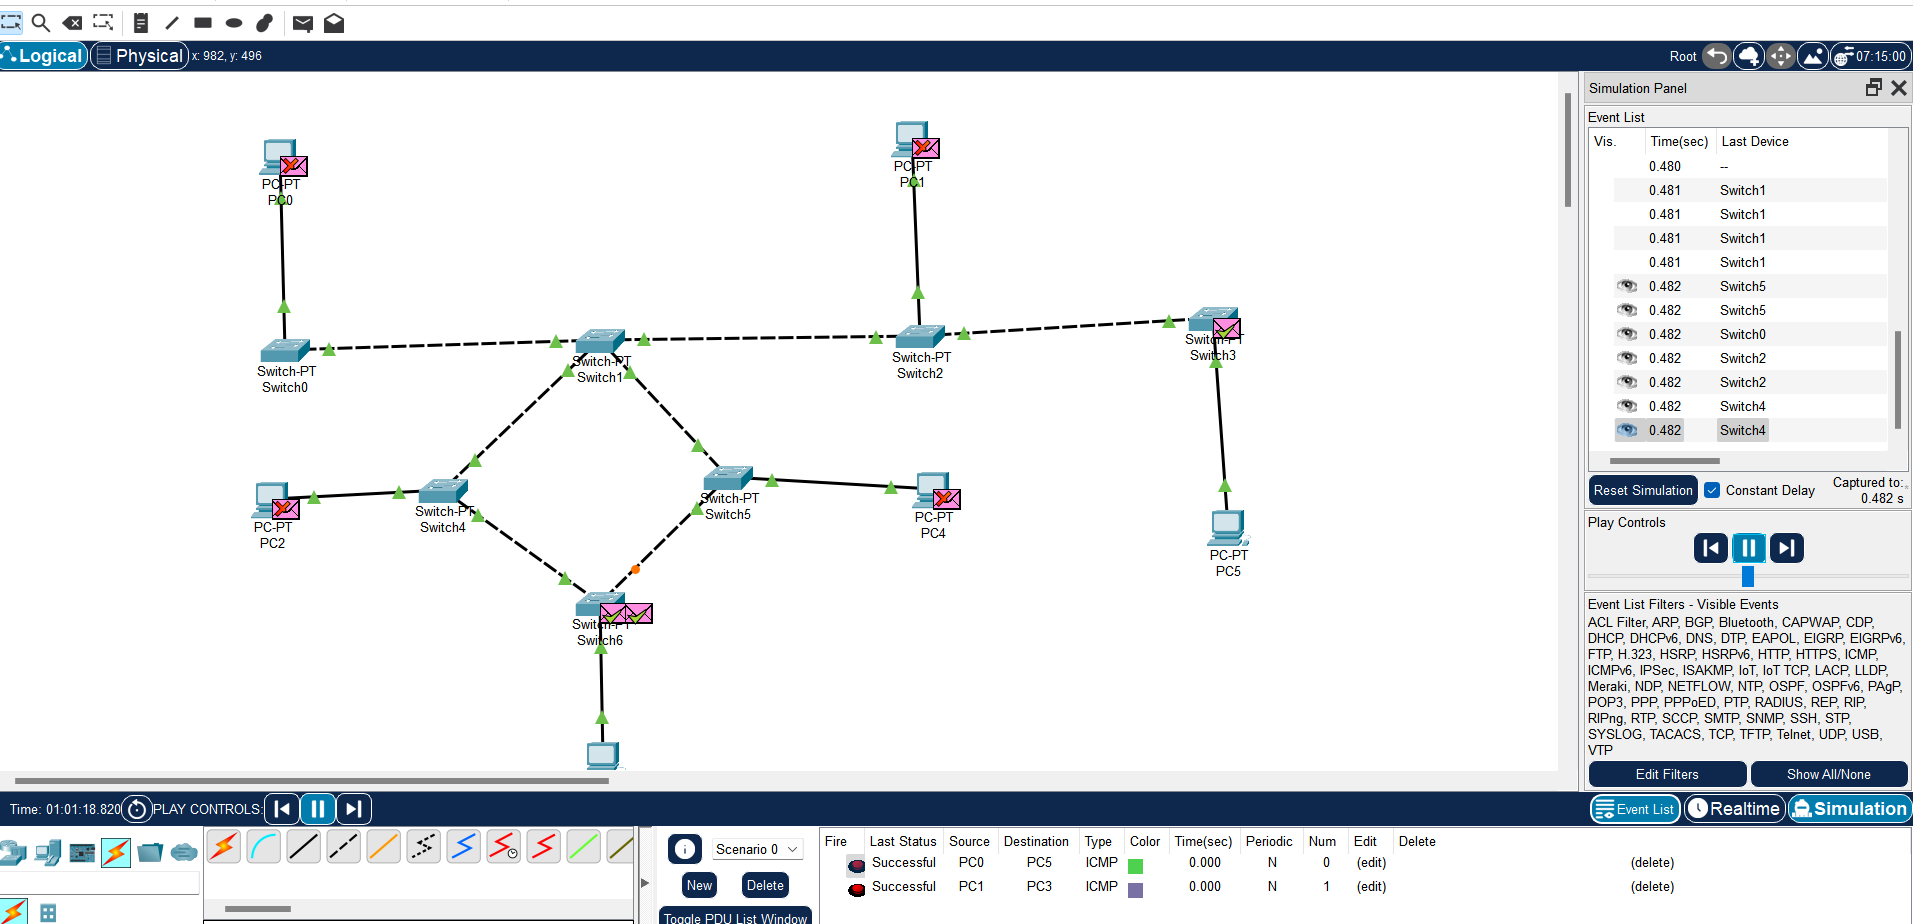 Logical
Physical
x: 982, y: 496
Root
07:15:00
Simulation Panel
Event List
Vis. Time(sec) Last Device
0.480 --
0.481 Switch1
0.481 Switch1
0.481 Switch1
0.481 Switch1
0.482 Switch5
0.482 Switch5
0.482 Switch0
0.482 Switch2
0.482 Switch2
0.482 Switch4
0.482 Switch4
Reset Simulation
Constant Delay
Captured to:
0.482 s
Play Controls
Event List Filters - Visible Events
ACL Filter, ARP, BGP, Bluetooth, CAPWAP, CDP,
DHCP, DHCPv6, DNS, DTP, EAPOL, EIGRP, EIGRPv6,
FTP, H.323, HSRP, HSRPv6, HTTP, HTTPS, ICMP,
ICMPv6, IPSec, ISAKMP, IoT, IoT TCP, LACP, LLDP,
Meraki, NDP, NETFLOW, NTP, OSPF, OSPFv6, PAgP,
POP3, PPP, PPPoED, PTP, RADIUS, REP, RIP,
RIPng, RTP, SCCP, SMTP, SNMP, SSH, STP,
SYSLOG, TACACS, TCP, TFTP, Telnet, UDP, USB,
VTP
Edit Filters
Show All/None
PC-PT
PC0
PC-PT
PC1
Switch-PT
Switch0
Switch-PT
Switch1
Switch-PT
Switch2
Switch-PT
Switch3
PC-PT
PC2
Switch-PT
Switch4
Switch-PT
Switch5
PC-PT
PC4
PC-PT
PC5
Switch-PT
Switch6
Time: 01:01:18.820
PLAY CONTROLS:
Event List
Realtime
Simulation
Scenario 0
New
Delete
Toggle PDU List Window
Fire Last Status Source Destination Type Color Time(sec) Periodic Num Edit Delete
Successful PC0 PC5 ICMP 0.000 N 0 (edit) (delete)
Successful PC1 PC3 ICMP 0.000 N 1 (edit) (delete)